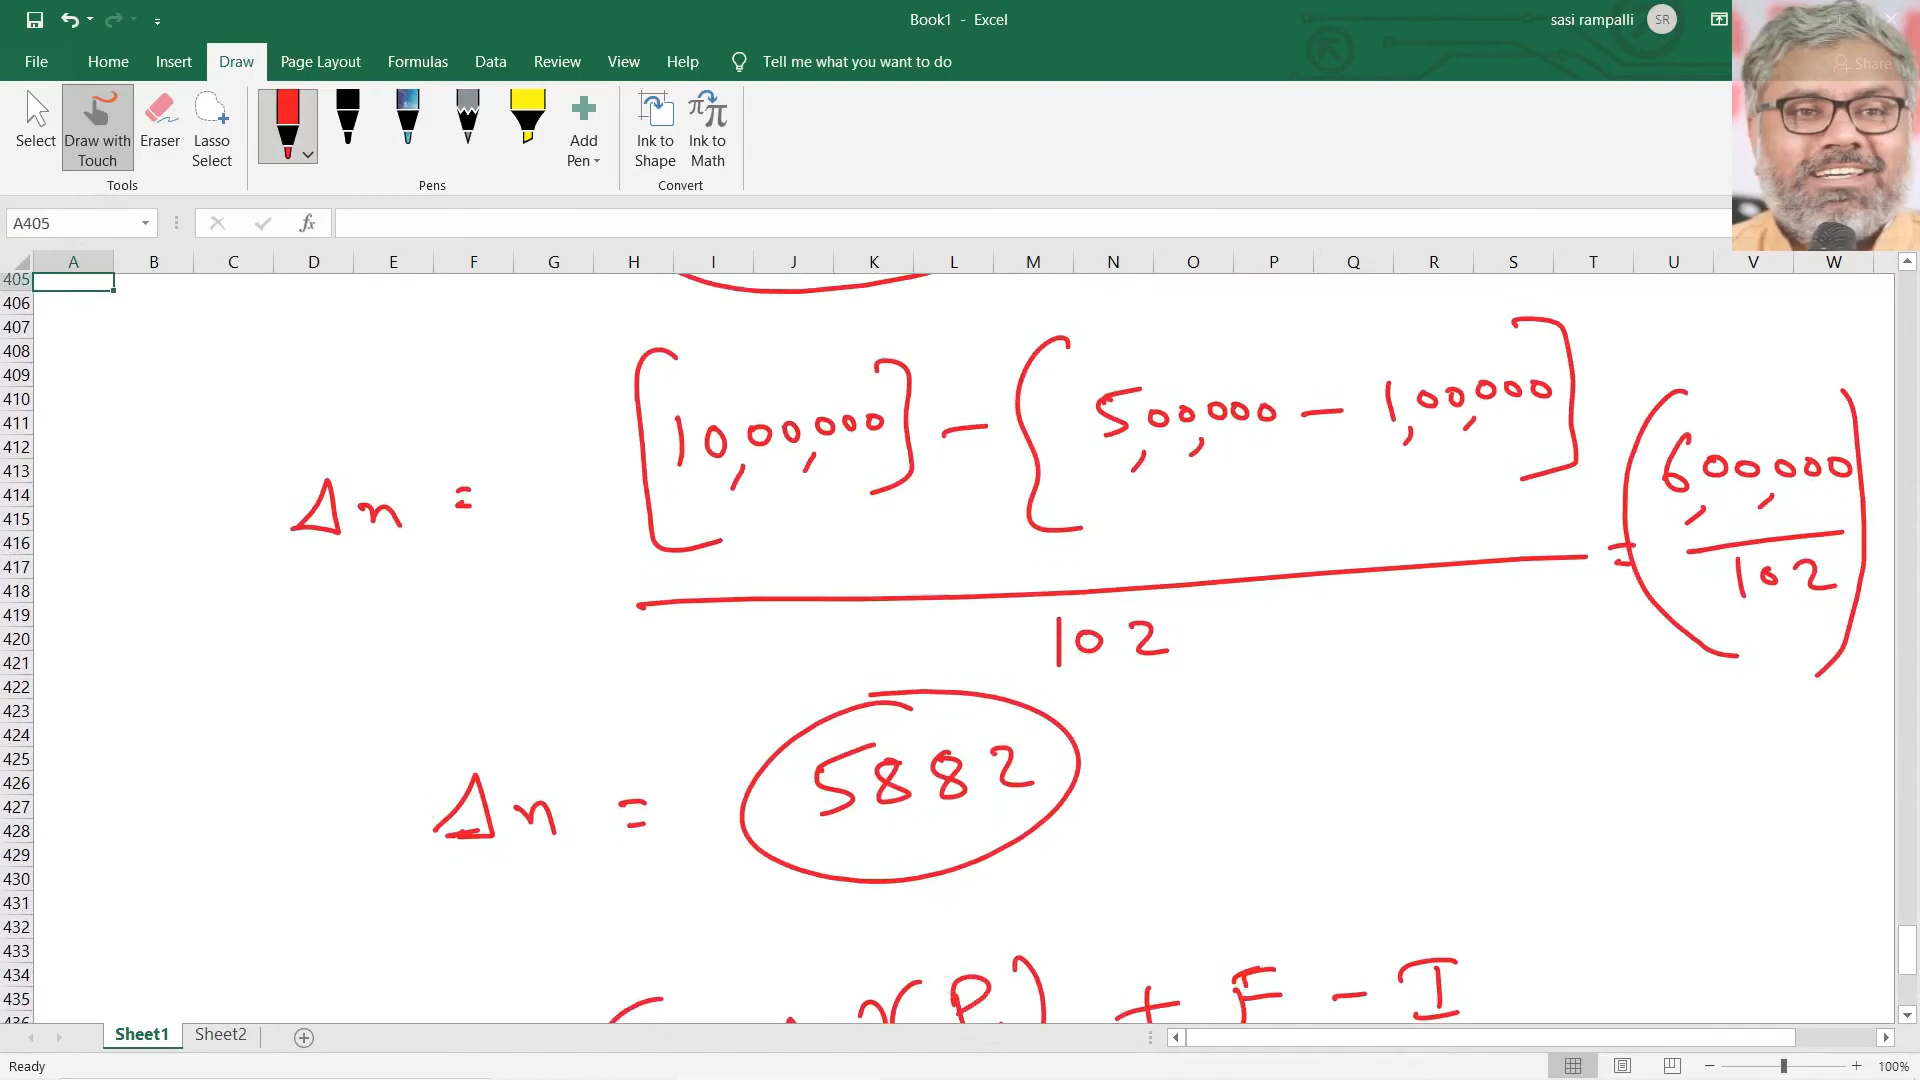 Book1 - Excel
sasi rampalli SR
File Home Insert Draw Page Layout Formulas Data Review View Help Tell me what you want to do Share
Select Draw with Touch Eraser Lasso Select Add Pen Ink to Shape Ink to Math
Tools Pens Convert
A405 fx
A B C D E F G H I J K L M N O P Q R S T U V W
405
406
407
408
409
410
411
412
413
414
415
416
417
418
419
420
421
422
423
424
425
426
427
428
429
430
431
432
433
434
435
436
Δn = [10,00,000] - [5,00,000 - 1,00,000] = (6,00,000
102
102)
Δn = 5882
(P1) + E - I
Sheet1 Sheet2
Ready 100%